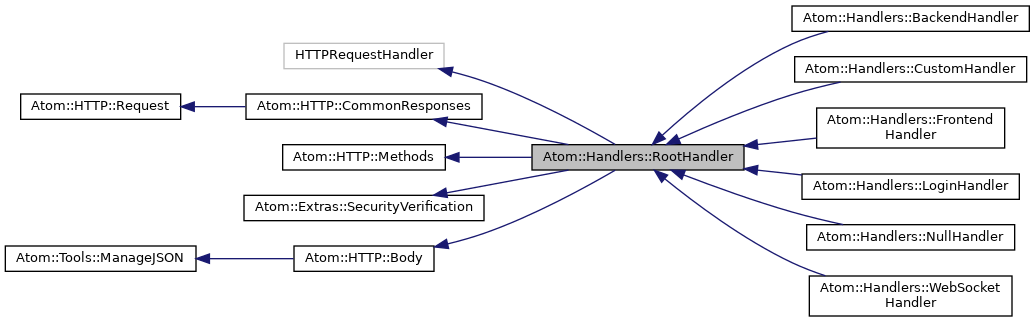 Atom::Handlers::BackendHandler
HTTPRequestHandler
Atom::Handlers::CustomHandler
Atom::HTTP::Request
Atom::HTTP::CommonResponses
Atom::Handlers::Frontend
Handler
Atom::HTTP::Methods
Atom::Handlers::RootHandler
Atom::Handlers::LoginHandler
Atom::Extras::SecurityVerification
Atom::Handlers::NullHandler
Atom::Tools::ManageJSON
Atom::HTTP::Body
Atom::Handlers::WebSocket
Handler